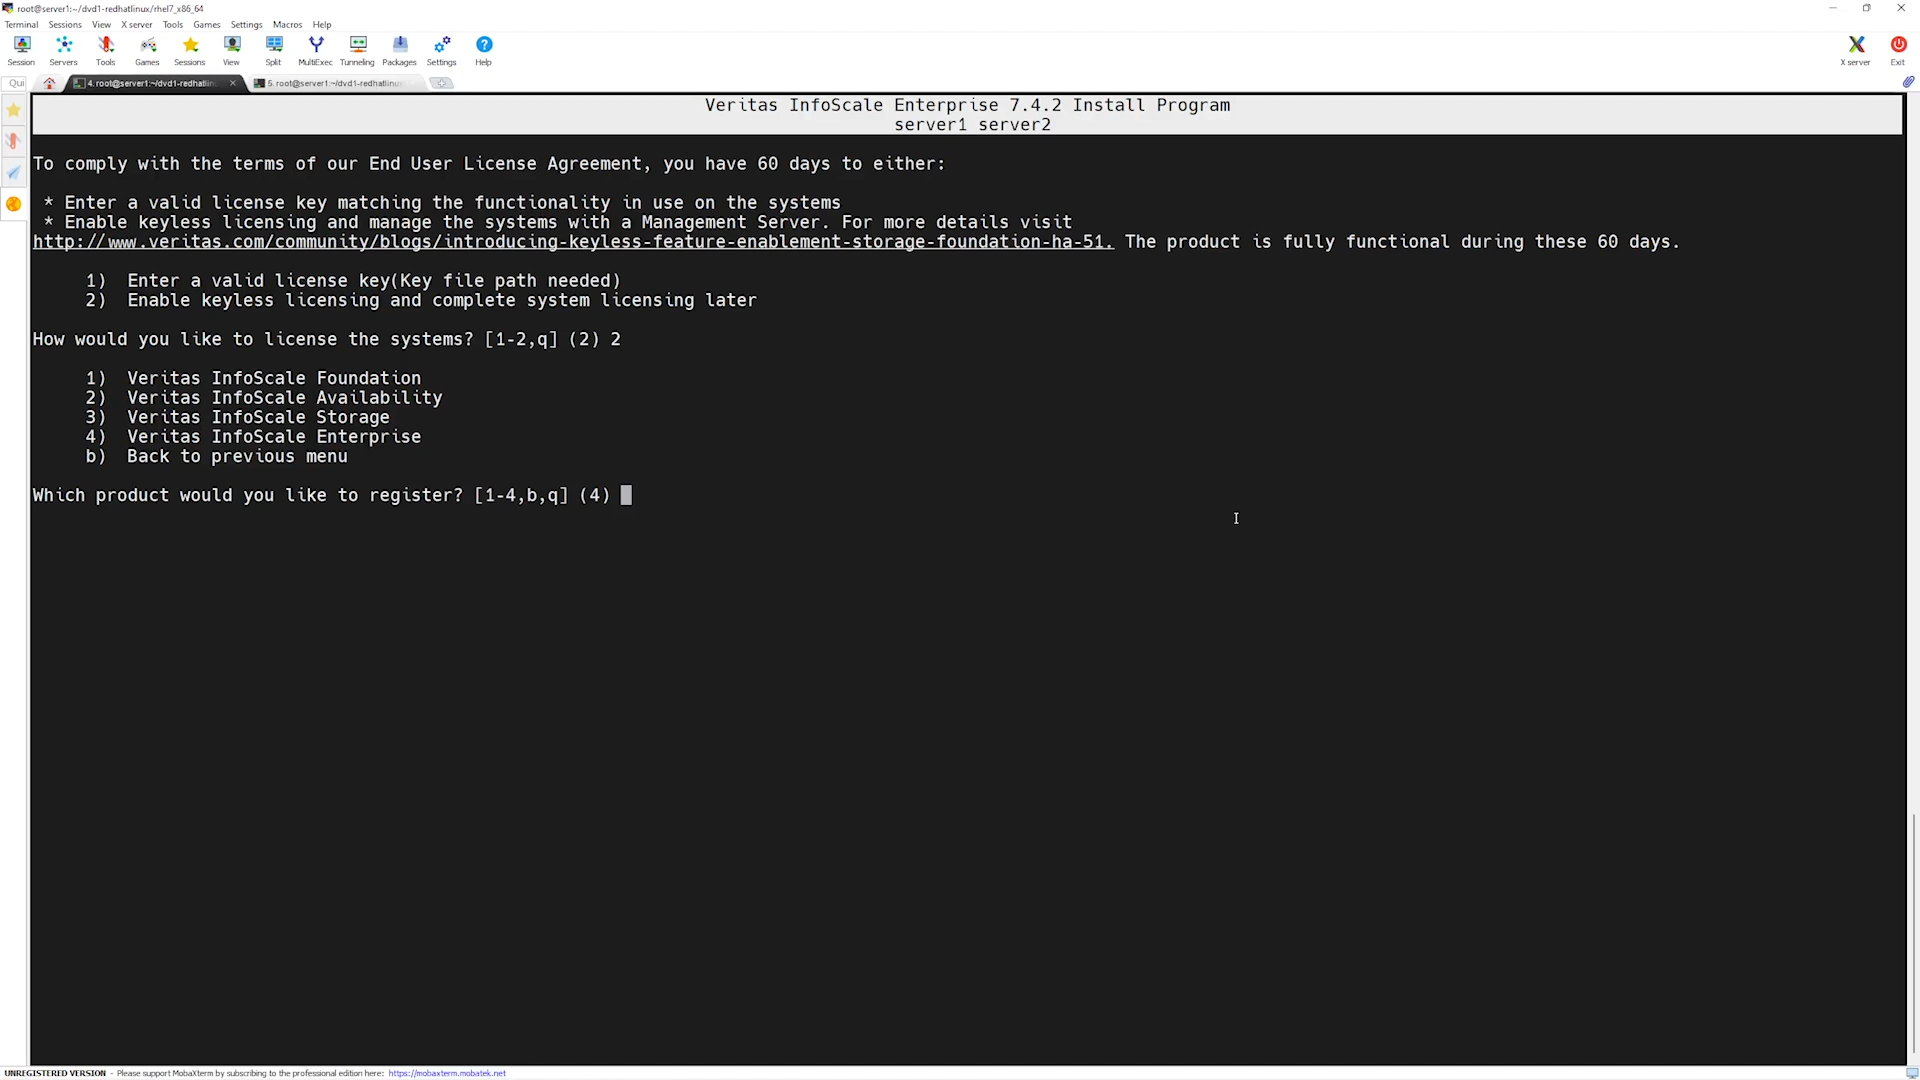 root@server1:~/dvd1-redhatlinux/rhel7_x86_64
Terminal Sessions View X server Tools Games Settings Macros Help
Session Servers Tools Games Sessions View Split MultiExec Tunneling Packages Settings Help X server Exit
Qui 4. root@server1:~/dvd1-redhatlinu 5. root@server1:~/dvd1-redhatlinux
Veritas InfoScale Enterprise 7.4.2 Install Program
server1 server2
To comply with the terms of our End User License Agreement, you have 60 days to either:
* Enter a valid license key matching the functionality in use on the systems
* Enable keyless licensing and manage the systems with a Management Server. For more details visit
http://www.veritas.com/community/blogs/introducing-keyless-feature-enablement-storage-foundation-ha-51. The product is fully functional during these 60 days.
1) Enter a valid license key(Key file path needed)
2) Enable keyless licensing and complete system licensing later
How would you like to license the systems? [1-2,q] (2) 2
1) Veritas InfoScale Foundation
2) Veritas InfoScale Availability
3) Veritas InfoScale Storage
4) Veritas InfoScale Enterprise
b) Back to previous menu
Which product would you like to register? [1-4,b,q] (4)
UNREGISTERED VERSION - Please support MobaXterm by subscribing to the professional edition here: https://mobaxterm.mobatek.net